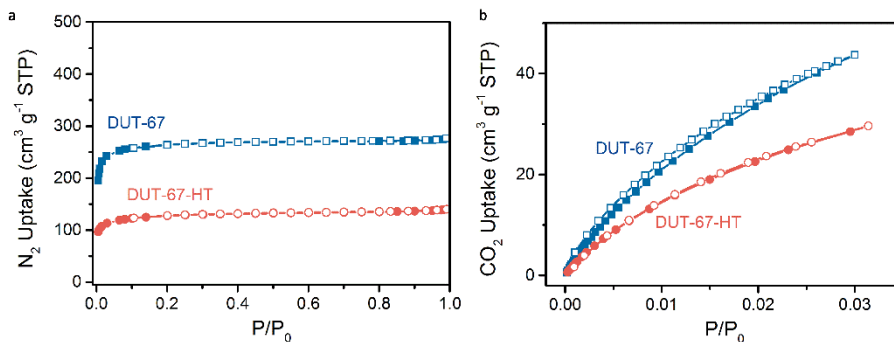 a
500
400
300
250
200
100
0
N₂ Uptake (cm³ g⁻¹ STP)
DUT-67
DUT-67-HT
0.0 0.2 0.4 0.6 0.8 1.0
P/P₀
b
40
20
0
CO₂ Uptake (cm³ g⁻¹ STP)
DUT-67
DUT-67-HT
0.00 0.01 0.02 0.03
P/P₀